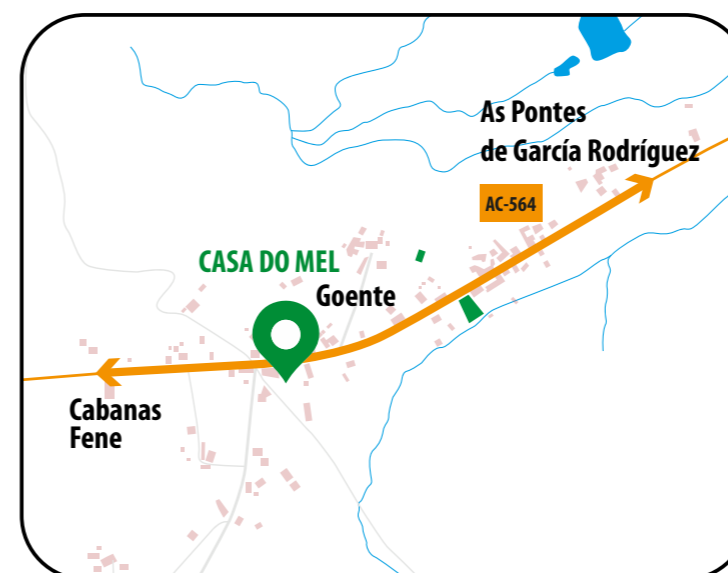 As Pontes
de García Rodríguez
AC-564
CASA DO MEL
Goente
Cabanas
Fene